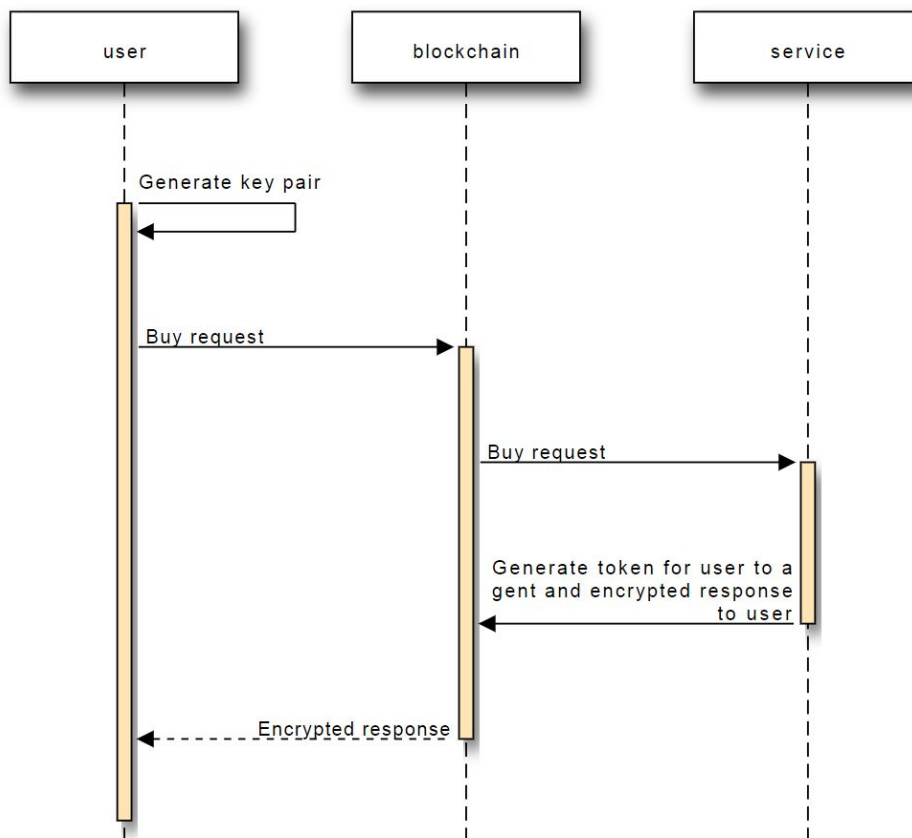 user
blockchain
service
Generate key pair
Buy request
Buy request
Generate token for user to a
gent and encrypted response
to user
Encrypted response